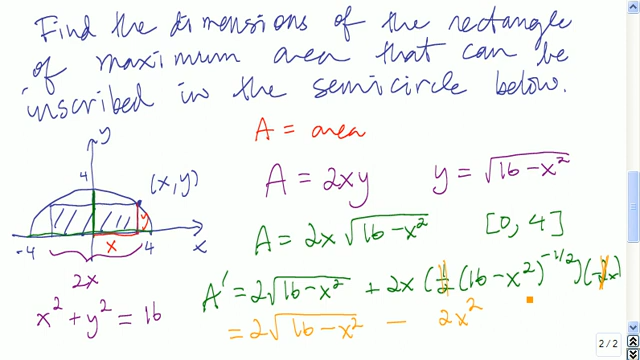 Find the dimensions of the rectangle
of maximum area that can be
inscribed in the semicircle below.
A = area
y
4
(x, y)
A = 2xy
y = √(16-x²)
y
-4
x
4
x
A = 2x √(16-x²)
[0, 4]
2x
A' = 2√(16-x²) + 2x (1/2 (16-x²)^(-1/2))(-2x)
x² + y² = 16
= 2√(16-x²) - 2x²
2/2